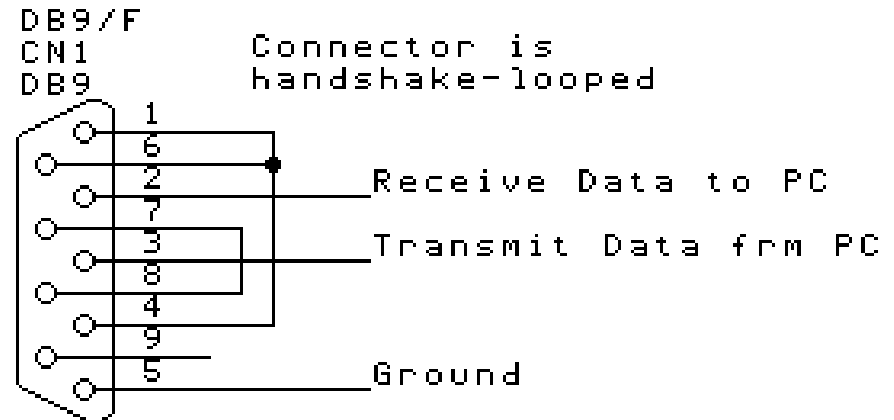 DB9/F
CN1
DB9
Connector is
handshake-looped
1
6
2
Receive Data to PC
7
3
Transmit Data frm PC
8
4
9
5
Ground